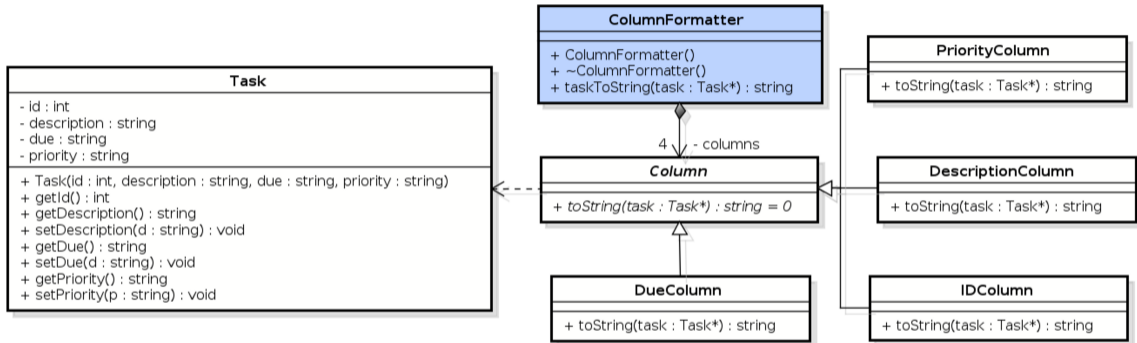 Task
- id : int
- description : string
- due : string
- priority : string
+ Task(id : int, description : string, due : string, priority : string)
+ getId() : int
+ getDescription() : string
+ setDescription(d : string) : void
+ getDue() : string
+ setDue(d : string) : void
+ getPriority() : string
+ setPriority(p : string) : void
ColumnFormatter
+ ColumnFormatter()
+ ~ColumnFormatter()
+ taskToString(task : Task*) : string
4 - columns
Column
+ toString(task : Task*) : string = 0
DueColumn
+ toString(task : Task*) : string
PriorityColumn
+ toString(task : Task*) : string
DescriptionColumn
+ toString(task : Task*) : string
IDColumn
+ toString(task : Task*) : string